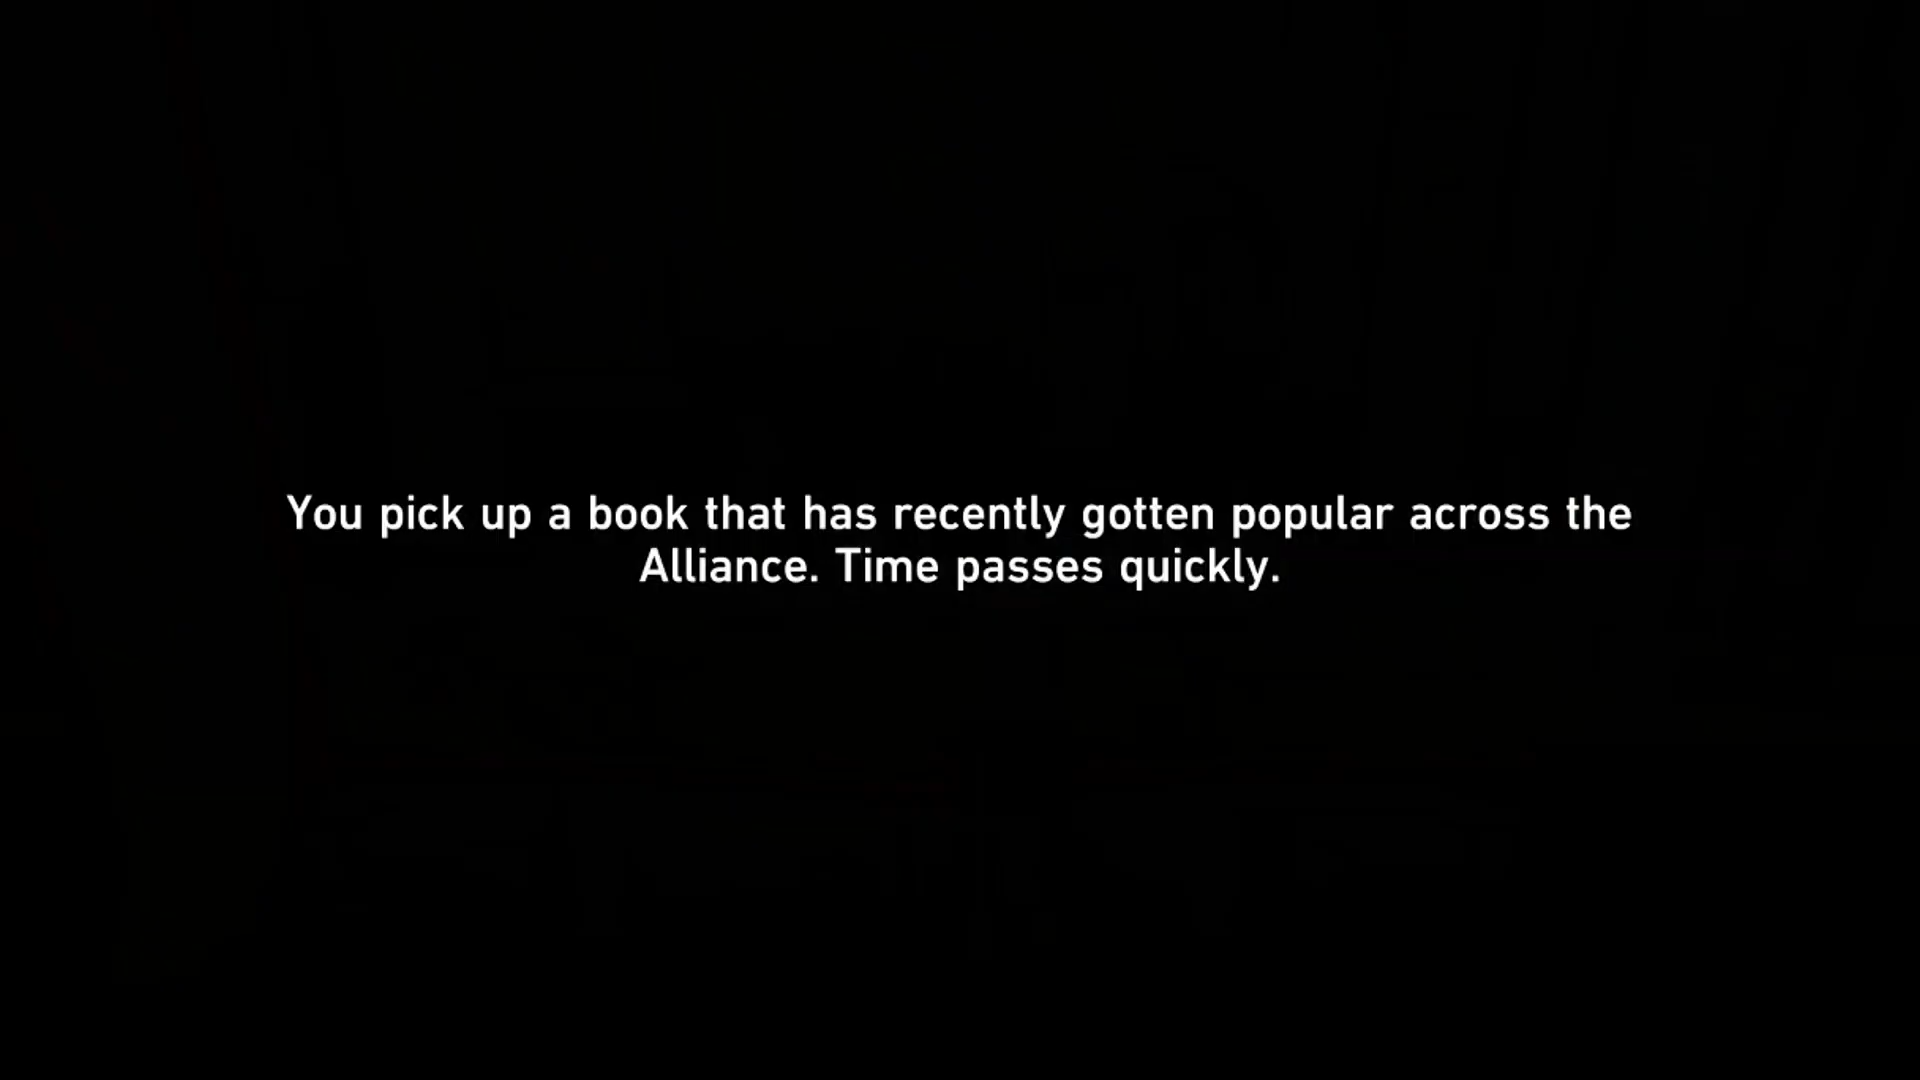 You pick up a book that has recently gotten popular across the
Alliance. Time passes quickly.